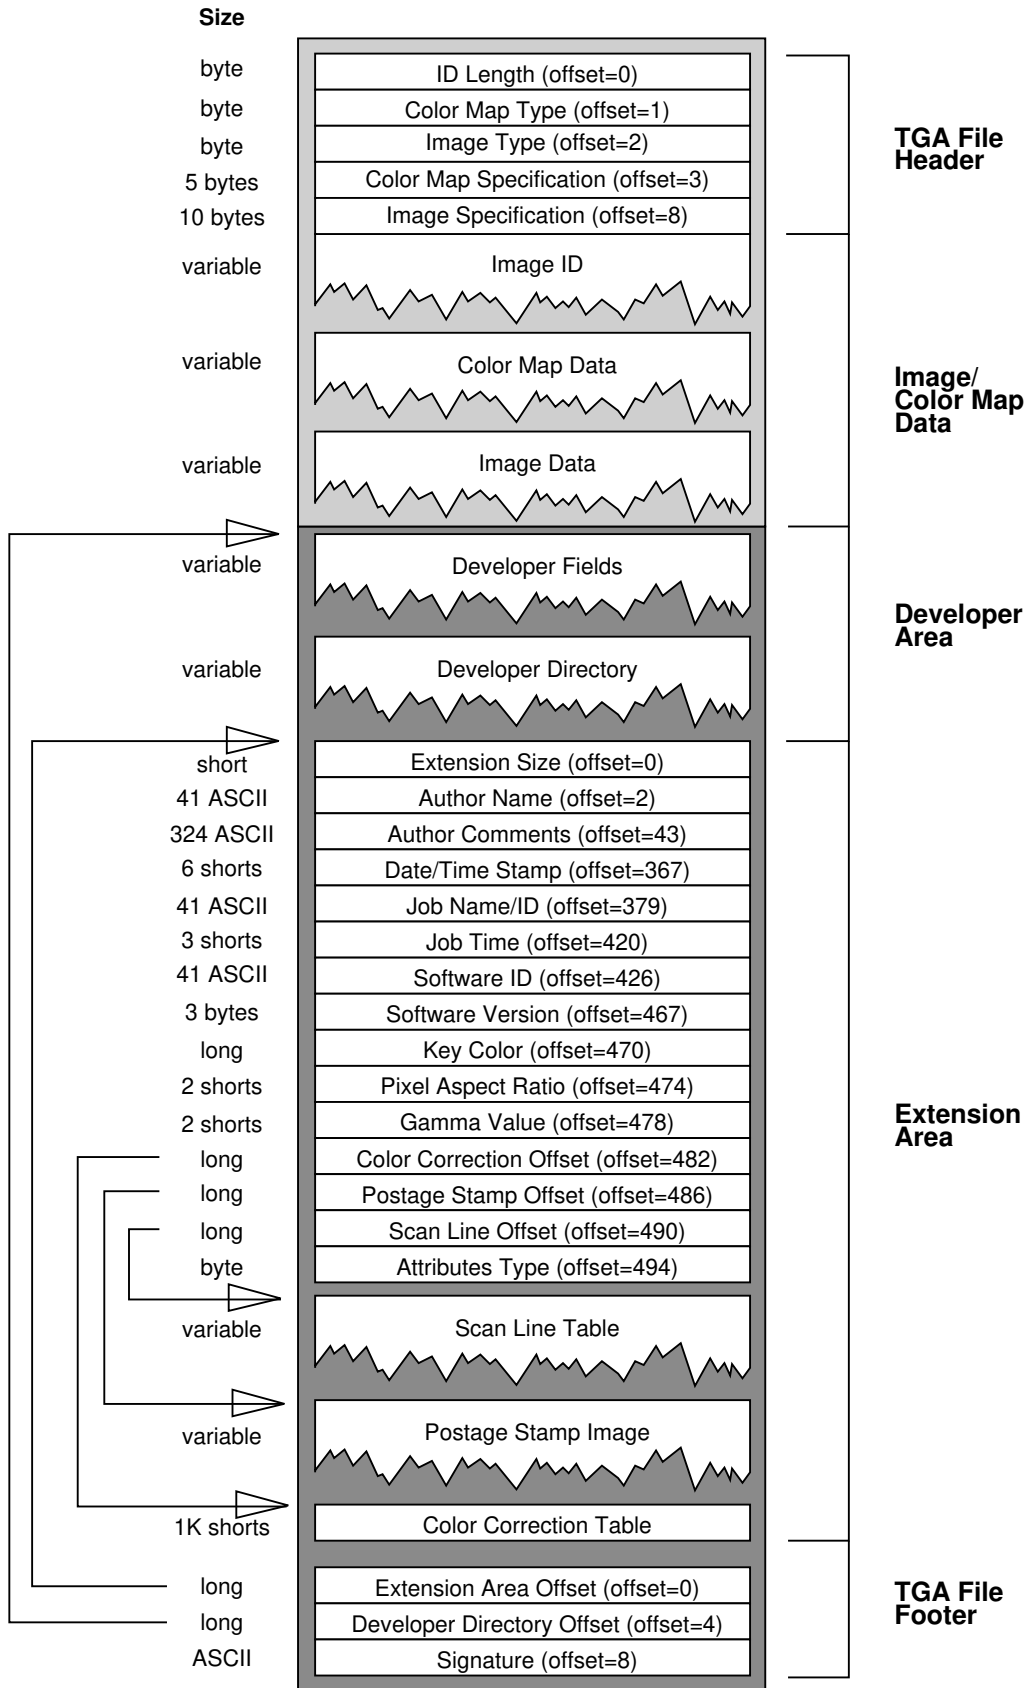 Size
byte
ID Length (offset=0)
byte
Color Map Type (offset=1)
byte
Image Type (offset=2)
TGA File
Header
5 bytes
Color Map Specification (offset=3)
10 bytes
Image Specification (offset=8)
variable
Image ID
variable
Color Map Data
Image/
Color Map
Data
variable
Image Data
variable
Developer Fields
Developer
Area
variable
Developer Directory
short
Extension Size (offset=0)
41 ASCII
Author Name (offset=2)
324 ASCII
Author Comments (offset=43)
6 shorts
Date/Time Stamp (offset=367)
41 ASCII
Job Name/ID (offset=379)
3 shorts
Job Time (offset=420)
41 ASCII
Software ID (offset=426)
3 bytes
Software Version (offset=467)
long
Key Color (offset=470)
2 shorts
Pixel Aspect Ratio (offset=474)
2 shorts
Gamma Value (offset=478)
Extension
Area
long
Color Correction Offset (offset=482)
long
Postage Stamp Offset (offset=486)
long
Scan Line Offset (offset=490)
byte
Attributes Type (offset=494)
variable
Scan Line Table
variable
Postage Stamp Image
1K shorts
Color Correction Table
long
Extension Area Offset (offset=0)
TGA File
Footer
long
Developer Directory Offset (offset=4)
ASCII
Signature (offset=8)